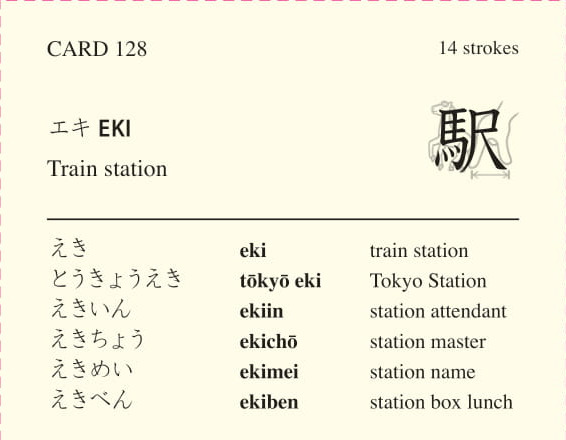 CARD 128 14 strokes
エキ EKI 駅
Train station
えき eki train station
とうきょうえき tōkyō eki Tokyo Station
えきいん ekiin station attendant
えきちょう ekichō station master
えきめい ekimei station name
えきべん ekiben station box lunch